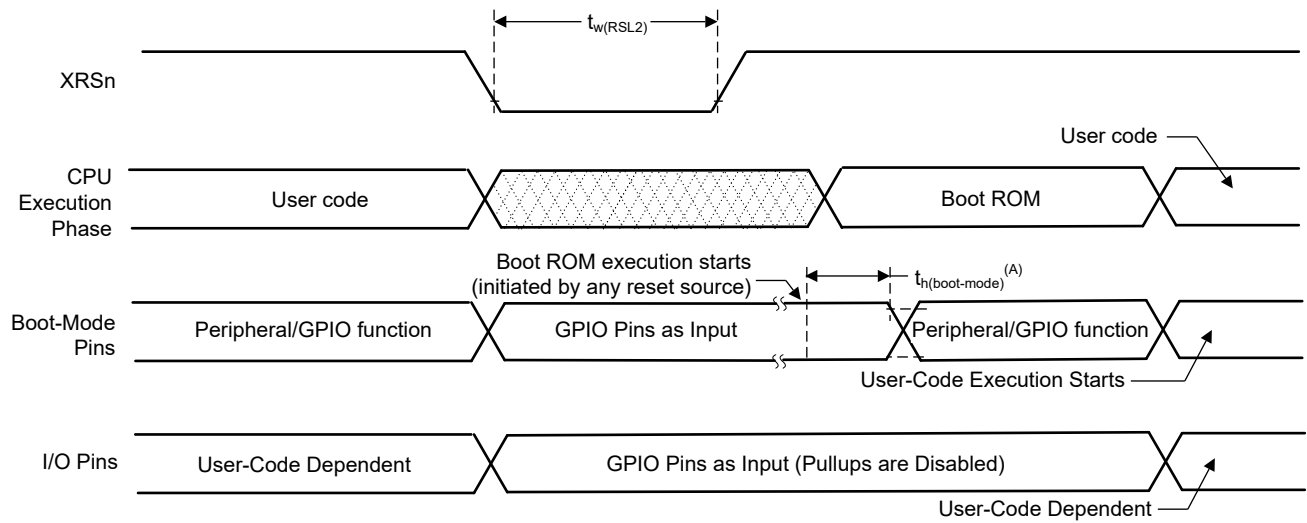 tw(RSL2)
XRSn
User code
CPU
Execution
Phase
User code
Boot ROM
Boot ROM execution starts
(initiated by any reset source)
th(boot-mode)(A)
Boot-Mode
Pins
Peripheral/GPIO function
GPIO Pins as Input
Peripheral/GPIO function
User-Code Execution Starts
I/O Pins
User-Code Dependent
GPIO Pins as Input (Pullups are Disabled)
User-Code Dependent